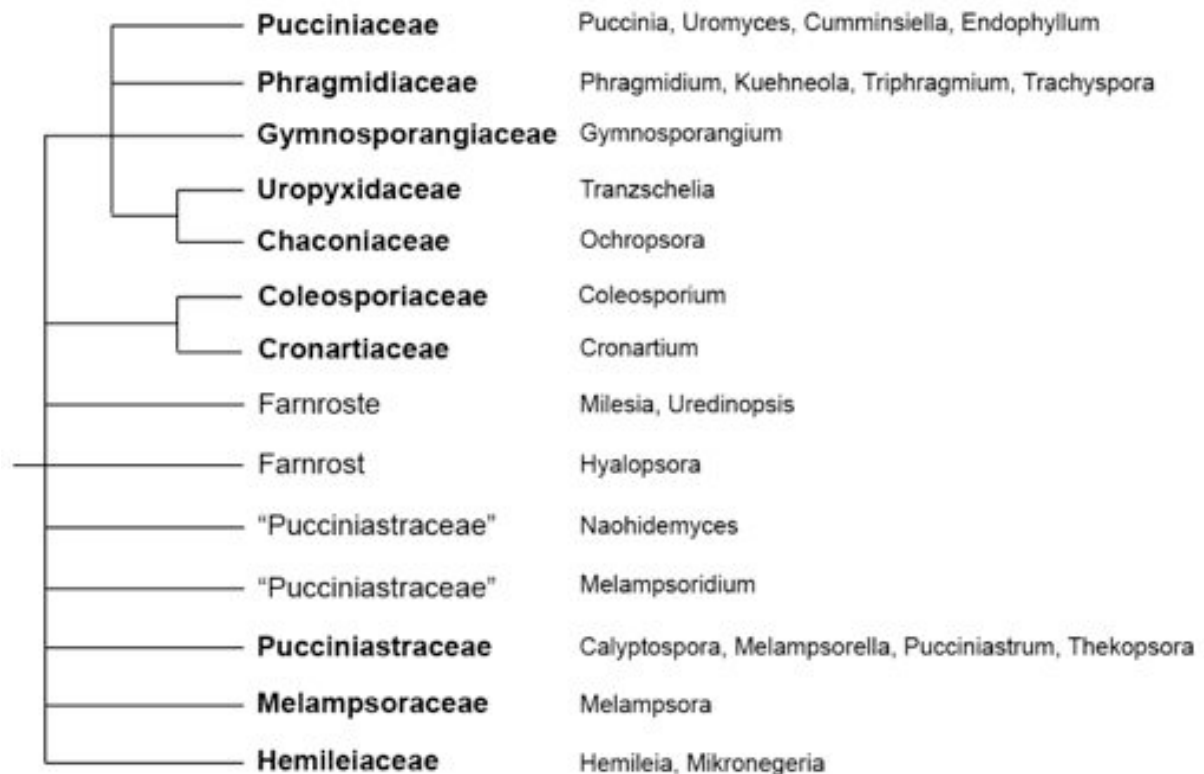 Pucciniaceae Puccinia, Uromyces, Cumminsiella, Endophyllum
Phragmidiaceae Phragmidium, Kuehneola, Triphragmium, Trachyspora
Gymnosporangiaceae Gymnosporangium
Uropyxidaceae Tranzschelia
Chaconiaceae Ochropsora
Coleosporiaceae Coleosporium
Cronartiaceae Cronartium
Farnroste Milesia, Uredinopsis
Farnrost Hyalopsora
“Pucciniastraceae” Naohidemyces
“Pucciniastraceae” Melampsoridium
Pucciniastraceae Calyptospora, Melampsorella, Pucciniastrum, Thekopsora
Melampsoraceae Melampsora
Hemileiaceae Hemileia, Mikronegeria